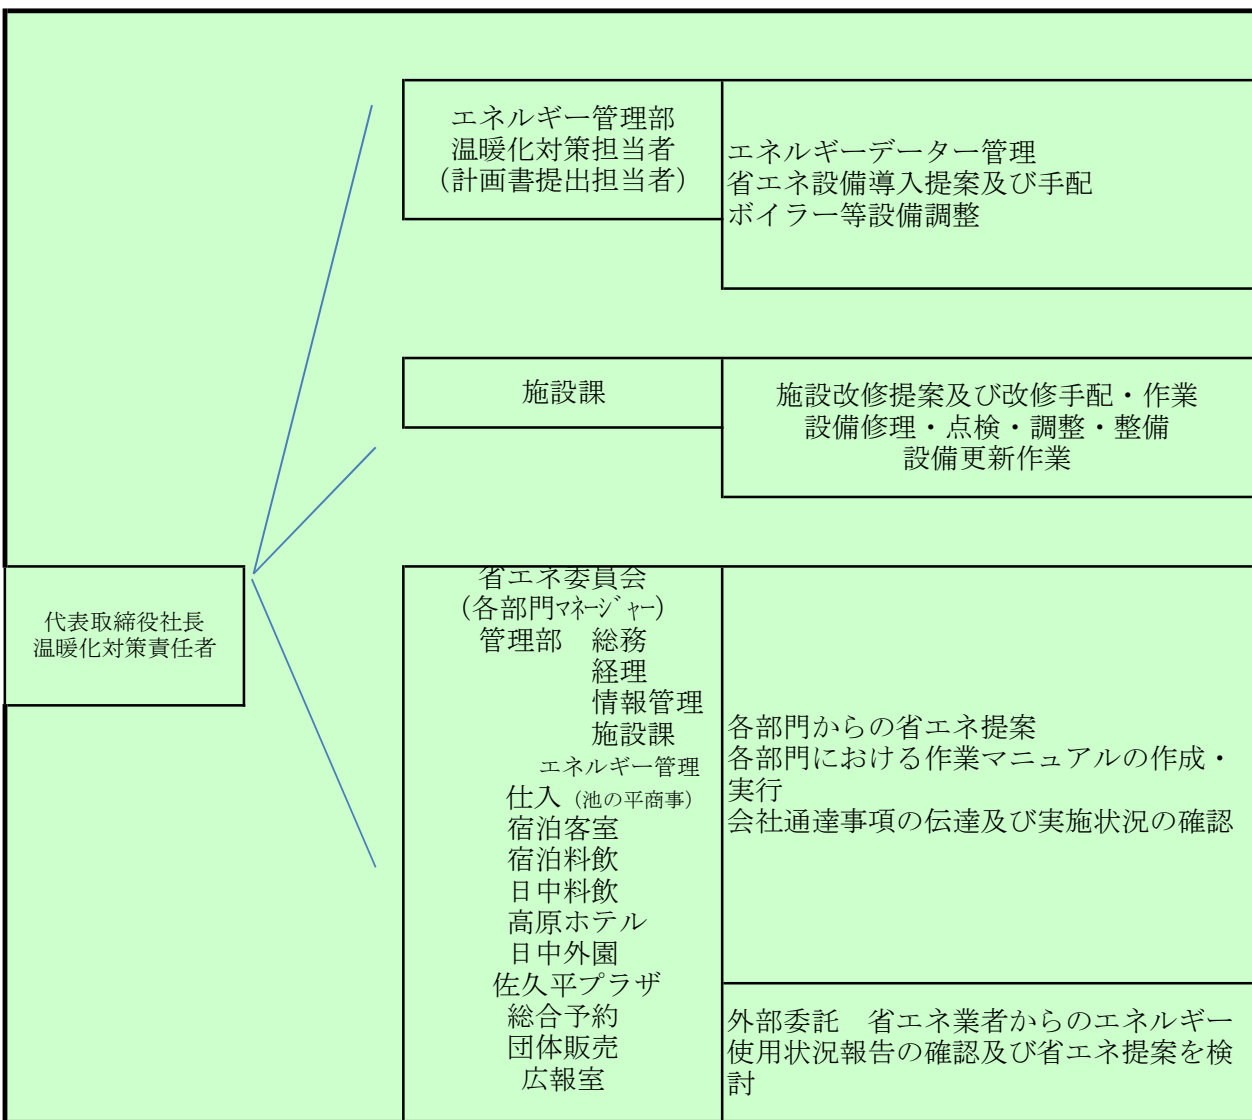 エネルギー管理部
温暖化対策担当者
(計画書提出担当者)
エネルギーデーター管理
省エネ設備導入提案及び手配
ボイラー等設備調整
施設課
施設改修提案及び改修手配・作業
設備修理・点検・調整・整備
設備更新作業
代表取締役社長
温暖化対策責任者
省エネ委員会
(各部門ﾏﾈｰｼﾞｬｰ)
管理部　総務
経理
情報管理
施設課
エネルギー管理
仕入(池の平商事)
宿泊客室
宿泊料飲
日中料飲
高原ホテル
日中外園
佐久平プラザ
総合予約
団体販売
広報室
各部門からの省エネ提案
各部門における作業マニュアルの作成・
実行
会社通達事項の伝達及び実施状況の確認
外部委託　省エネ業者からのエネルギー
使用状況報告の確認及び省エネ提案を検
討